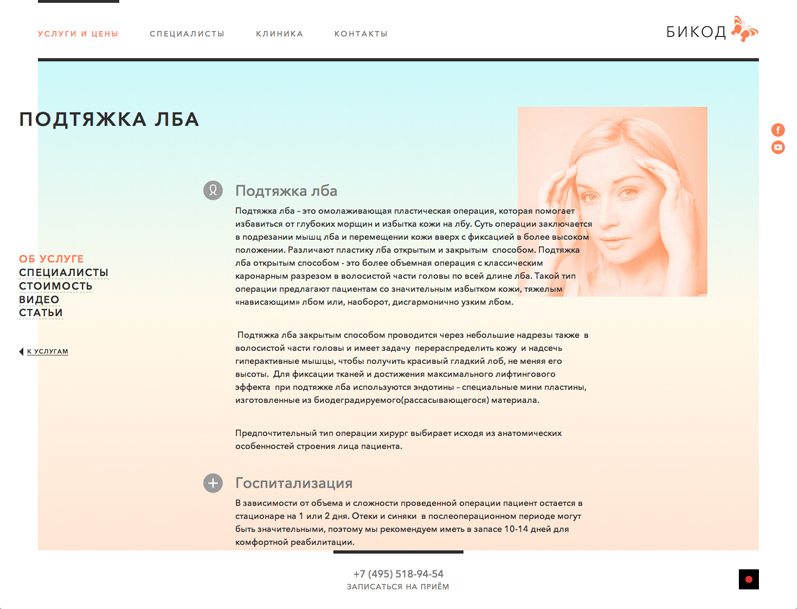 УСЛУГИ И ЦЕНЫ
СПЕЦИАЛИСТЫ
КЛИНИКА
КОНТАКТЫ
БИКОД
ПОДТЯЖКА ЛБА
ОБ УСЛУГЕ
СПЕЦИАЛИСТЫ
СТОИМОСТЬ
ВИДЕО
СТАТЬИ
К УСЛУГАМ
Подтяжка лба
Подтяжка лба - это омолаживающая пластическая операция, которая помогает
избавиться от глубоких морщин и избытка кожи на лбу. Суть операции заключается
в подрезании мышц лба и перемещении кожи вверх с фиксацией в более высоком
положении. Различают пластику лба открытым и закрытым способом. Подтяжка
лба открытым способом - это более объемная операция с классическим
каронарным разрезом в волосистой части головы по всей длине лба. Такой тип
операции предлагают пациентам со значительным избытком кожи, тяжелым
«нависающим» лбом или, наоборот, дисгармонично узким лбом.
Подтяжка лба закрытым способом проводится через небольшие надрезы также в
волосистой части головы и имеет задачу перераспределить кожу и надсечь
гиперактивные мышцы, чтобы получить красивый гладкий лоб, не меняя его
высоты. Для фиксации тканей и достижения максимального лифтингового
эффекта при подтяжке лба используются эндотины – специальные мини пластины,
изготовленные из биодеградируемого(рассасывающегося) материала.
Предпочтительный тип операции хирург выбирает исходя из анатомических
особенностей строения лица пациента.
Госпитализация
В зависимости от объема и сложности проведенной операции пациент остается в
стационаре на 1 или 2 дня. Отеки и синяки в послеоперационном периоде могут
быть значительными, поэтому мы рекомендуем иметь в запасе 10-14 дней для
комфортной реабилитации.
+7 (495) 518-94-54
ЗАПИСАТЬСЯ НА ПРИЁМ